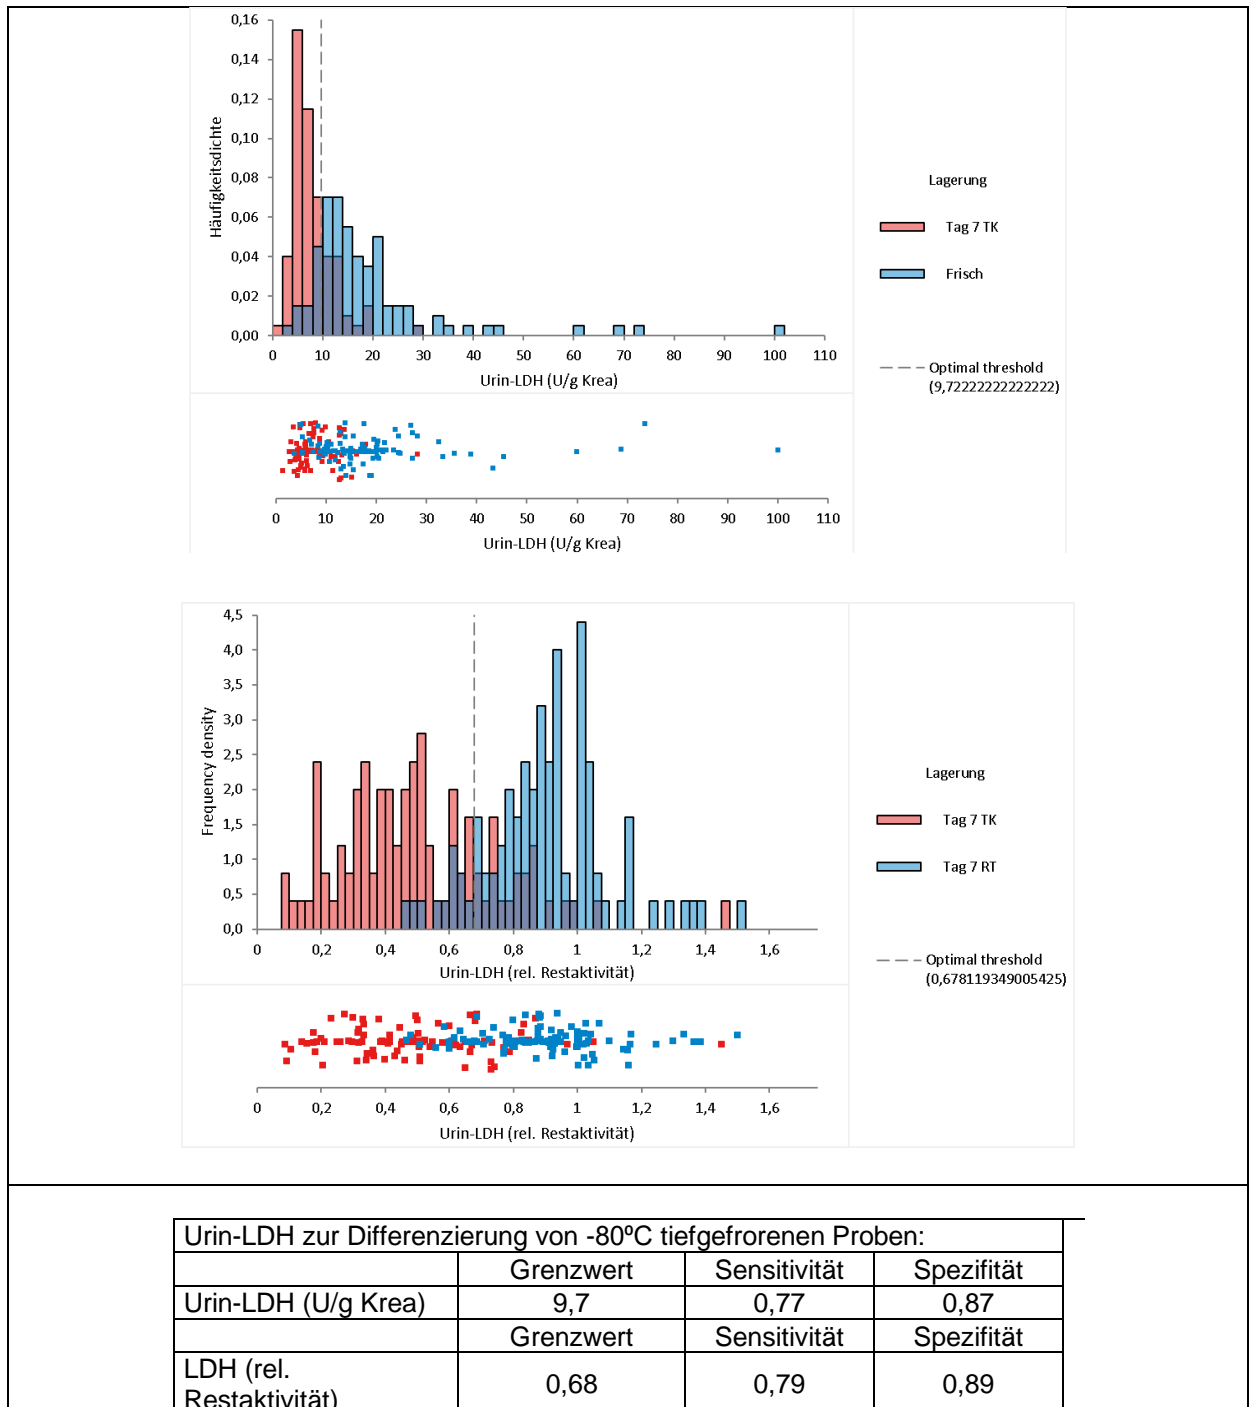 0,16
0,14
0,12
0,10
0,08
0,06
0,04
0,02
0,00
Häufigkeitsdichte
0 10 20 30 40 50 60 70 80 90 100 110
Urin-LDH (U/g Krea)
Lagerung
Tag 7 TK
Frisch
Optimal threshold
(9,72222222222222)
0 10 20 30 40 50 60 70 80 90 100 110
Urin-LDH (U/g Krea)
4,5
4,0
3,5
3,0
2,5
2,0
1,5
1,0
0,5
0,0
Frequency density
0 0,2 0,4 0,6 0,8 1 1,2 1,4 1,6
Urin-LDH (rel. Restaktivität)
Lagerung
Tag 7 TK
Tag 7 RT
Optimal threshold
(0,678119349005425)
0 0,2 0,4 0,6 0,8 1 1,2 1,4 1,6
Urin-LDH (rel. Restaktivität)
Urin-LDH zur Differenzierung von -80ºC tiefgefrorenen Proben:
Grenzwert Sensitivität Spezifität
Urin-LDH (U/g Krea) 9,7 0,77 0,87
Grenzwert Sensitivität Spezifität
LDH (rel.
Restaktivität) 0,68 0,79 0,89